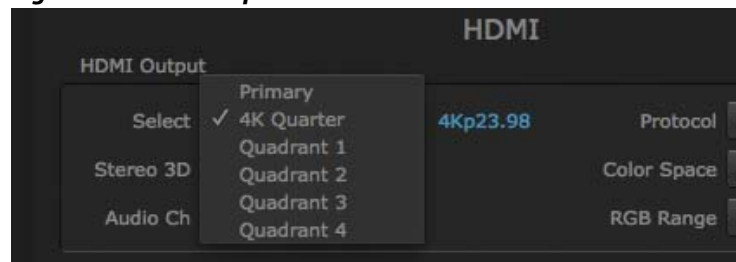 HDMI
HDMI Output
Primary
Select ✓ 4K Quarter 4Kp23.98 Protocol
Quadrant 1
Stereo 3D Quadrant 2 Color Space
Quadrant 3
Audio Ch Quadrant 4 RGB Range